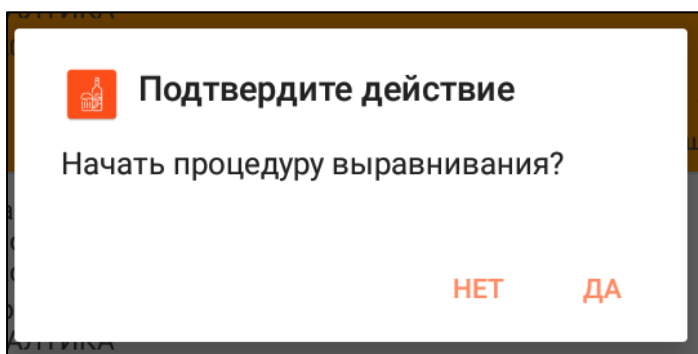 Подтвердите действие
Начать процедуру выравнивания?
НЕТ ДА